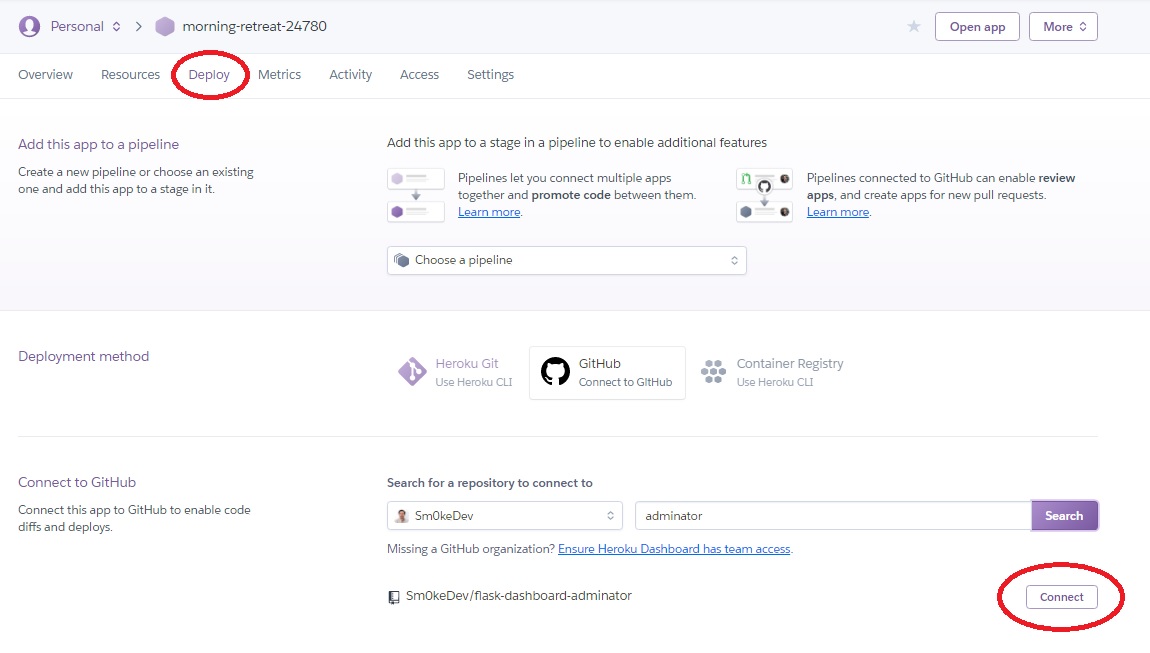 Personal morning-retreat-24780 Open app More
Overview Resources Deploy Metrics Activity Access Settings
Add this app to a pipeline
Create a new pipeline or choose an existing
one and add this app to a stage in it.
Add this app to a stage in a pipeline to enable additional features
Pipelines let you connect multiple apps
together and promote code between them.
Learn more.
Pipelines connected to GitHub can enable review
apps, and create apps for new pull requests.
Learn more.
Choose a pipeline
Deployment method
Heroku Git
Use Heroku CLI
GitHub
Connect to GitHub
Container Registry
Use Heroku CLI
Connect to GitHub
Connect this app to GitHub to enable code
diffs and deploys.
Search for a repository to connect to
Sm0keDev adminator Search
Missing a GitHub organization? Ensure Heroku Dashboard has team access.
Sm0keDev/flask-dashboard-adminator Connect